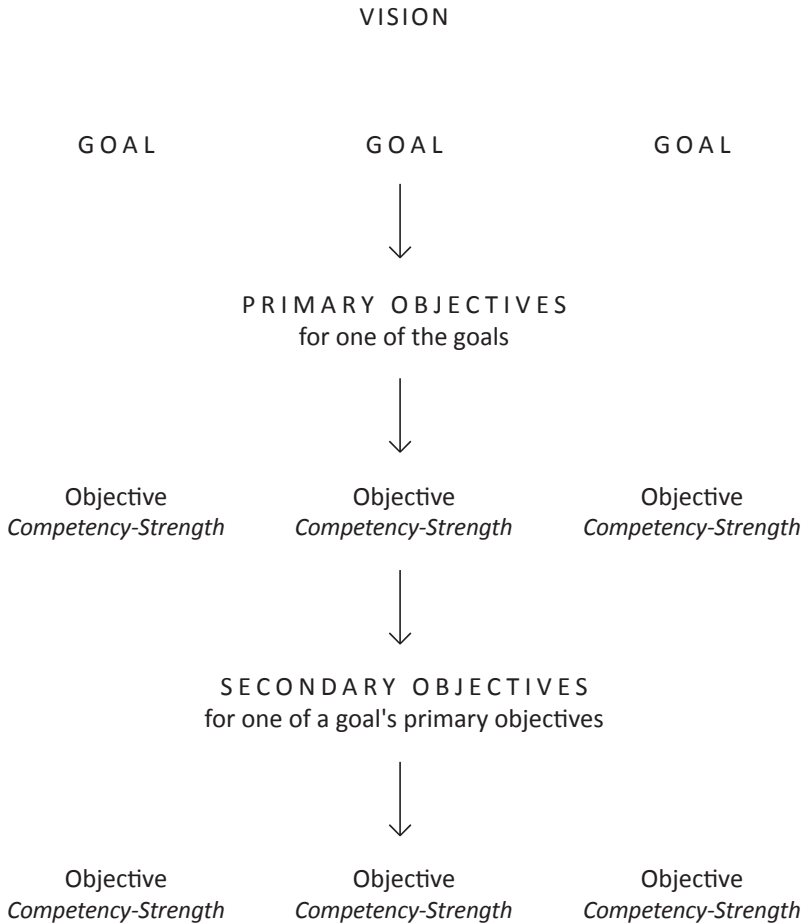 VISION
GOAL GOAL GOAL
PRIMARY OBJECTIVES
for one of the goals
Objective Objective Objective
Competency-Strength Competency-Strength Competency-Strength
SECONDARY OBJECTIVES
for one of a goal's primary objectives
Objective Objective Objective
Competency-Strength Competency-Strength Competency-Strength